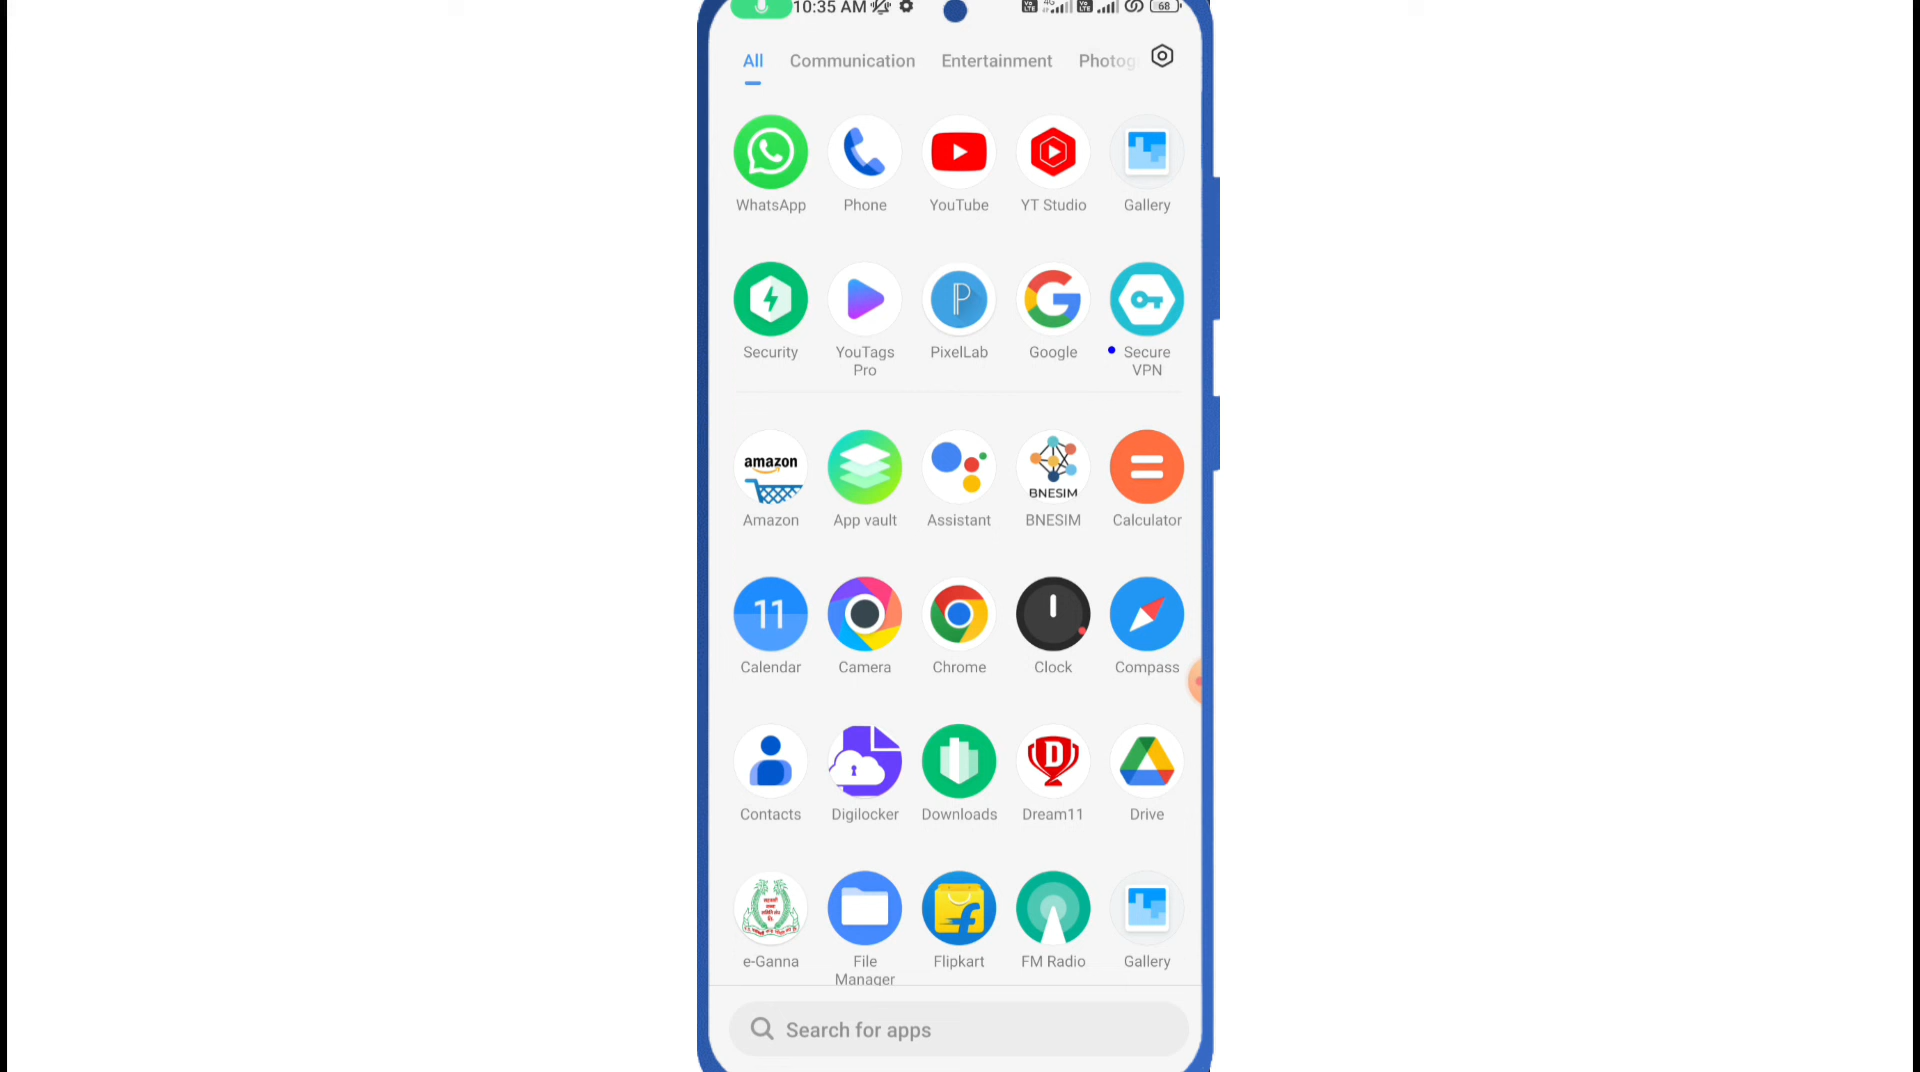 10:35 AM
68
All Communication Entertainment Photog
WhatsApp Phone YouTube YT Studio Gallery
Security YouTags Pro PixelLab Google Secure VPN
amazon
BNESIM
Amazon App vault Assistant BNESIM Calculator
11
Calendar Camera Chrome Clock Compass
D
Contacts Digilocker Downloads Dream11 Drive
e-Ganna File Manager Flipkart FM Radio Gallery
Search for apps